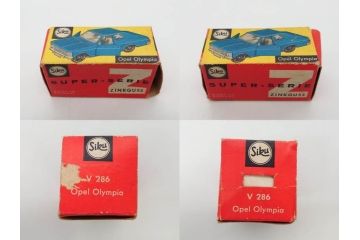 Siku
Opel Olympia
SUPER-SERIE
ZINKGUSS
Siku
Opel Olympia
SUPER-SERIE
ZINKGUSS
Siku
V 286
Opel Olympia
Siku
V 286
Opel Olympia